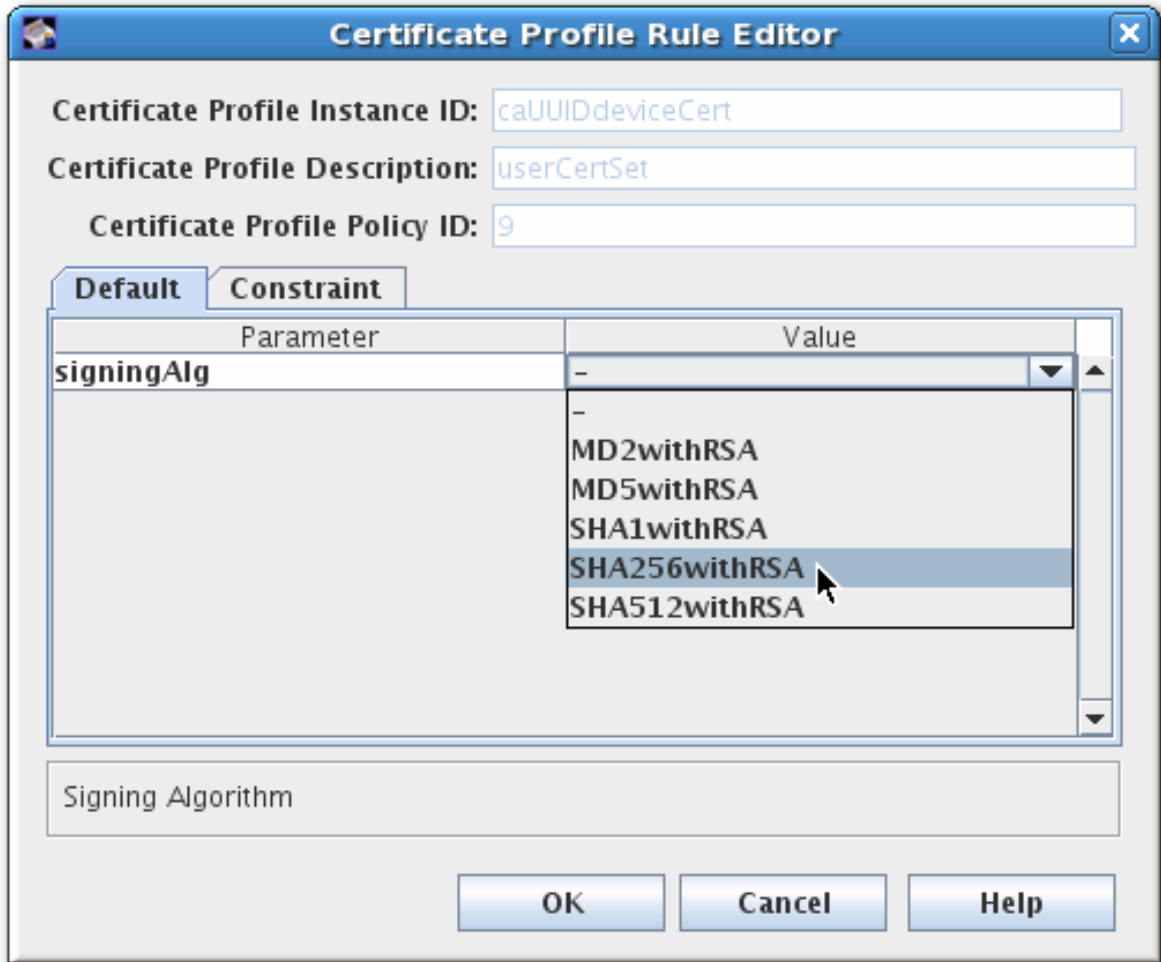 Certificate Profile Rule Editor
Certificate Profile Instance ID: caUUIDdeviceCert
Certificate Profile Description: userCertSet
Certificate Profile Policy ID: 9
Default Constraint
Parameter Value
signingAlg –
–
MD2withRSA
MD5withRSA
SHA1withRSA
SHA256withRSA
SHA512withRSA
Signing Algorithm
OK Cancel Help